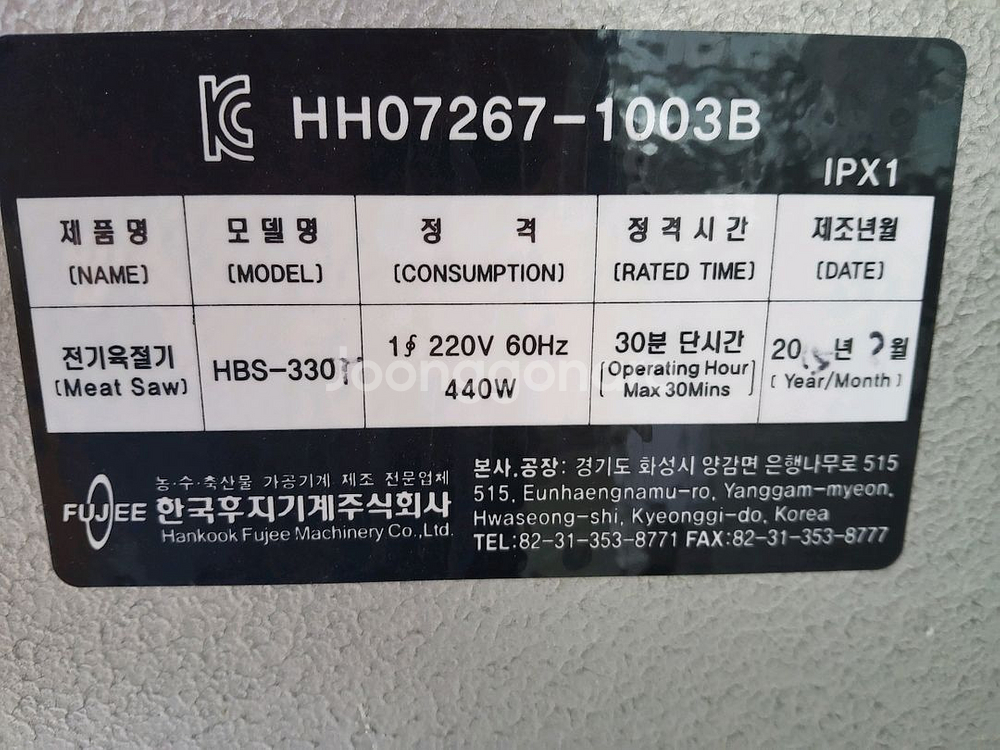 KC HH07267-1003B
IPX1
제품명 모델명 정격 정격시간 제조년월
(NAME) (MODEL) (CONSUMPTION) (RATED TIME) (DATE)
전기육절기
(Meat Saw)
HBS-330T
1∮ 220V 60Hz
440W
30분 단시간
(Operating Hour
Max 30Mins)
20 년 월
( Year/Month )
Joonggonara
FUJEE
농·수·축산물 가공기계 제조 전문업체
한국후지기계주식회사
Hankook Fujee Machinery Co.,Ltd.
본사.공장: 경기도 화성시 양감면 은행나무로 515
515, Eunhaengnamu-ro, Yanggam-myeon,
Hwaseong-shi, Kyeonggi-do, Korea
TEL:82-31-353-8771 FAX:82-31-353-8777